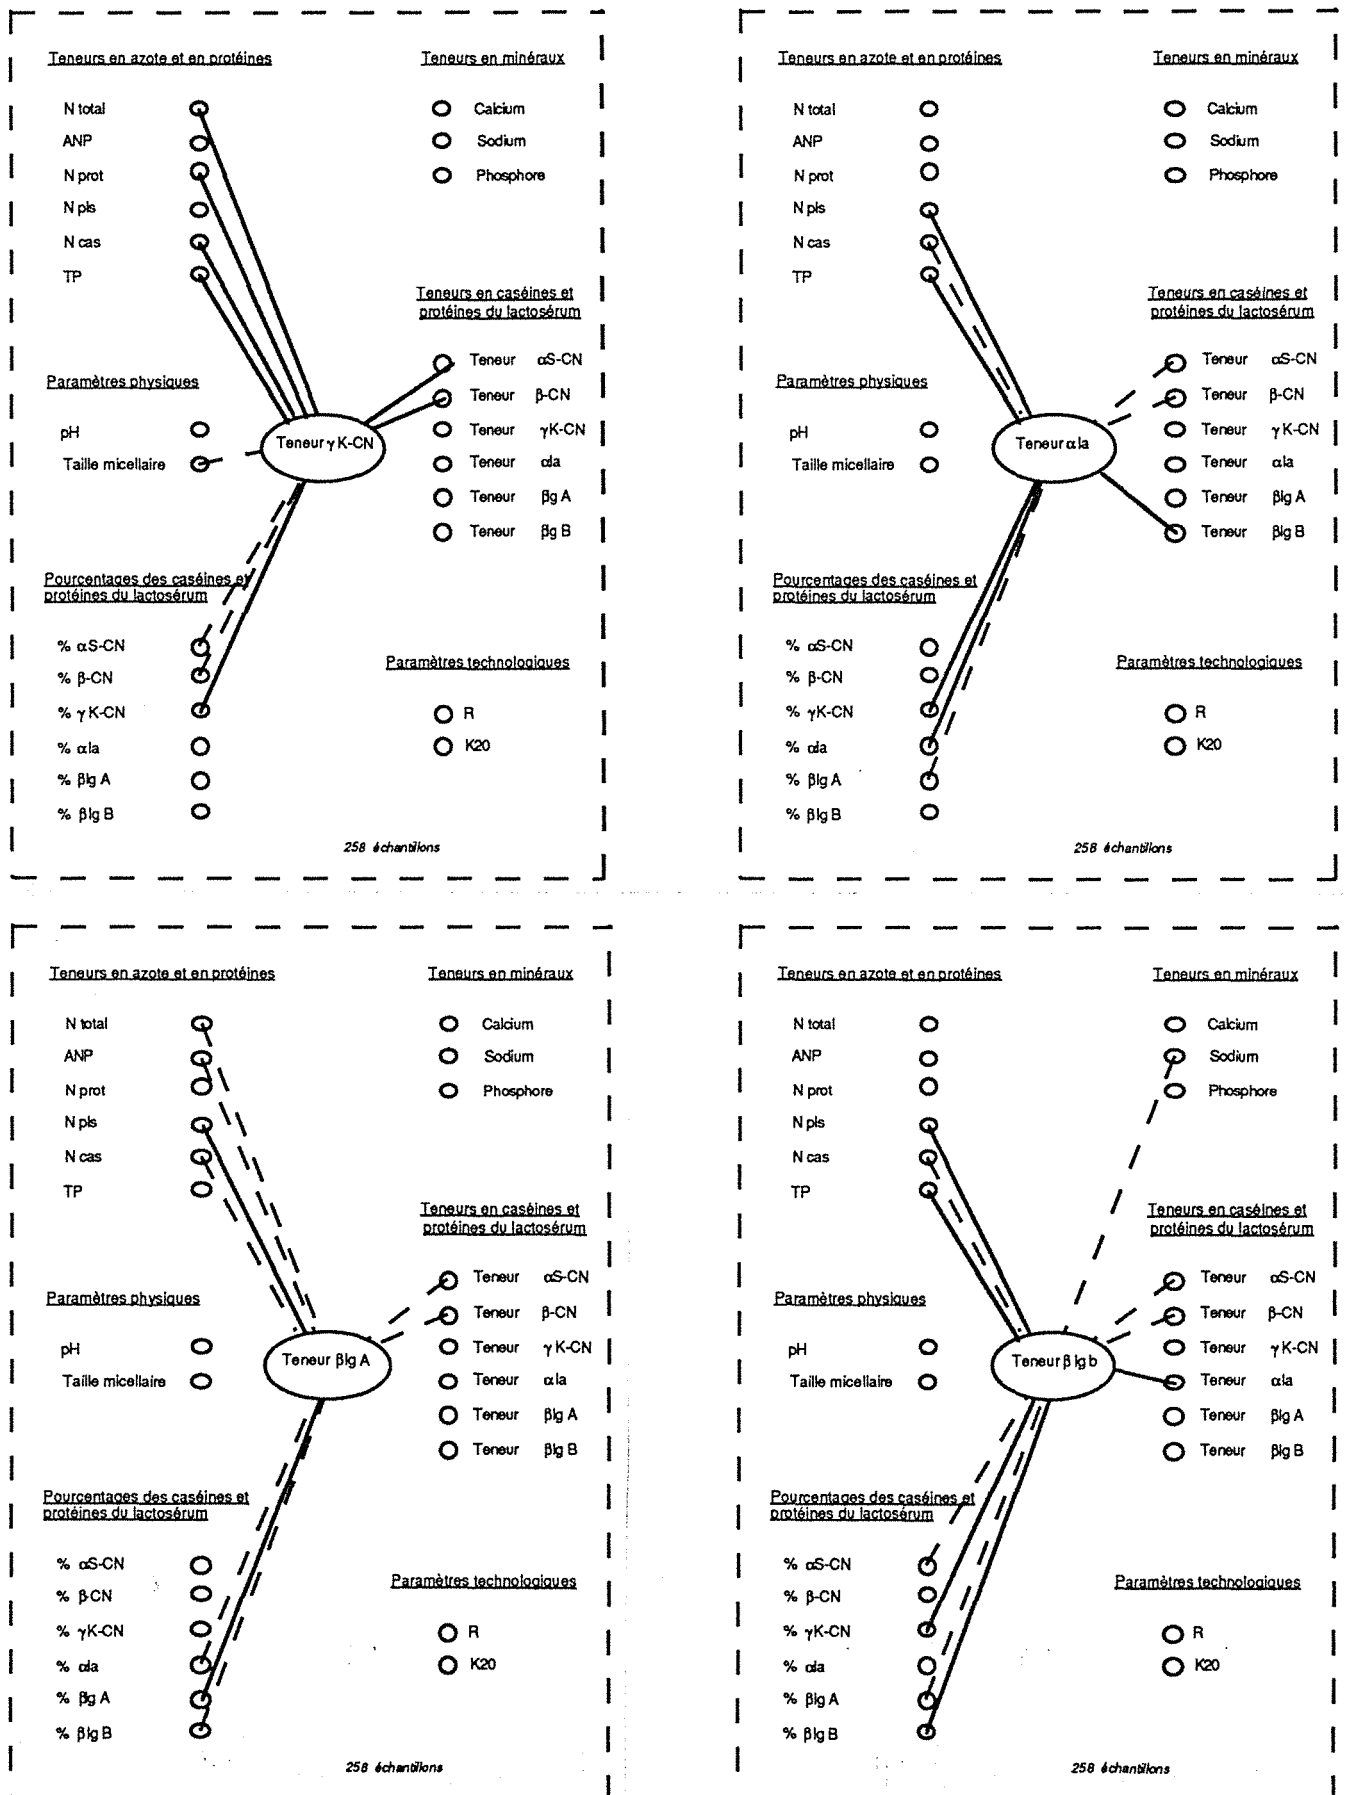 Teneurs en azote et en protéines
Teneurs en minéraux
N total
Calcium
ANP
Sodium
N prot
Phosphore
N pls
N cas
TP
Teneurs en caséines et
protéines du lactosérum
Teneur αS-CN
Paramètres physiques
Teneur β-CN
pH
Teneur γK-CN
Teneur γ K-CN
Taille micellaire
Teneur αla
Teneur βg A
Teneur βg B
Pourcentages des caséines et
protéines du lactosérum
% αS-CN
Paramètres technologiques
% β-CN
% γ K-CN
R
% αla
K20
% βlg A
% βlg B
258 échantillons
Teneurs en azote et en protéines
Teneurs en minéraux
N total
Calcium
ANP
Sodium
N prot
Phosphore
N pls
N cas
TP
Teneurs en caséines et
protéines du lactosérum
Teneur αS-CN
Paramètres physiques
Teneur β-CN
pH
Teneur αla
Teneur γ K-CN
Taille micellaire
Teneur αla
Teneur βlg A
Teneur βlg B
Pourcentages des caséines et
protéines du lactosérum
% αS-CN
Paramètres technologiques
% β-CN
% γK-CN
R
% αla
K20
% βlg A
% βlg B
258 échantillons
Teneurs en azote et en protéines
Teneurs en minéraux
N total
Calcium
ANP
Sodium
N prot
Phosphore
N pls
N cas
TP
Teneurs en caséines et
protéines du lactosérum
Teneur αS-CN
Paramètres physiques
Teneur β-CN
pH
Teneur βlg A
Teneur γ K-CN
Taille micellaire
Teneur αla
Teneur βlg A
Teneur βlg B
Pourcentages des caséines et
protéines du lactosérum
% αS-CN
Paramètres technologiques
% β-CN
% γK-CN
R
% αla
K20
% βlg A
% βlg B
258 échantillons
Teneurs en azote et en protéines
Teneurs en minéraux
N total
Calcium
ANP
Sodium
N prot
Phosphore
N pls
N cas
TP
Teneurs en caséines et
protéines du lactosérum
Teneur αS-CN
Paramètres physiques
Teneur β-CN
pH
Teneur β lg b
Teneur γ K-CN
Taille micellaire
Teneur αla
Teneur βlg A
Teneur βlg B
Pourcentages des caséines et
protéines du lactosérum
% αS-CN
Paramètres technologiques
% β-CN
% γK-CN
R
% αla
K20
% βlg A
% βlg B
258 échantillons